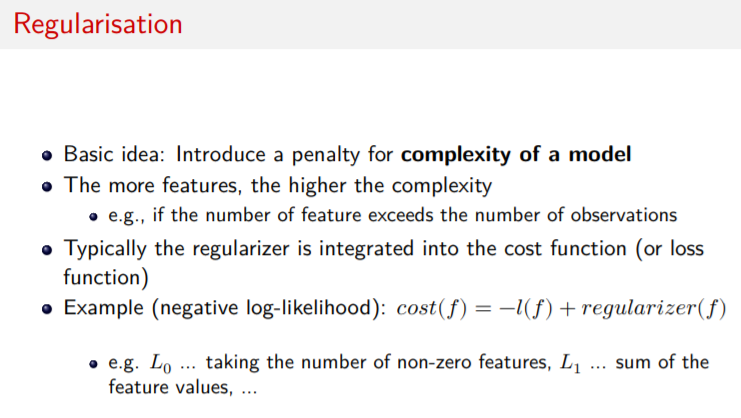 Regularisation
Basic idea: Introduce a penalty for complexity of a model
The more features, the higher the complexity
e.g., if the number of feature exceeds the number of observations
Typically the regularizer is integrated into the cost function (or loss
function)
Example (negative log-likelihood): cost(f) = −l(f) + regularizer(f)
e.g. L₀ ... taking the number of non-zero features, L₁ ... sum of the
feature values, ...